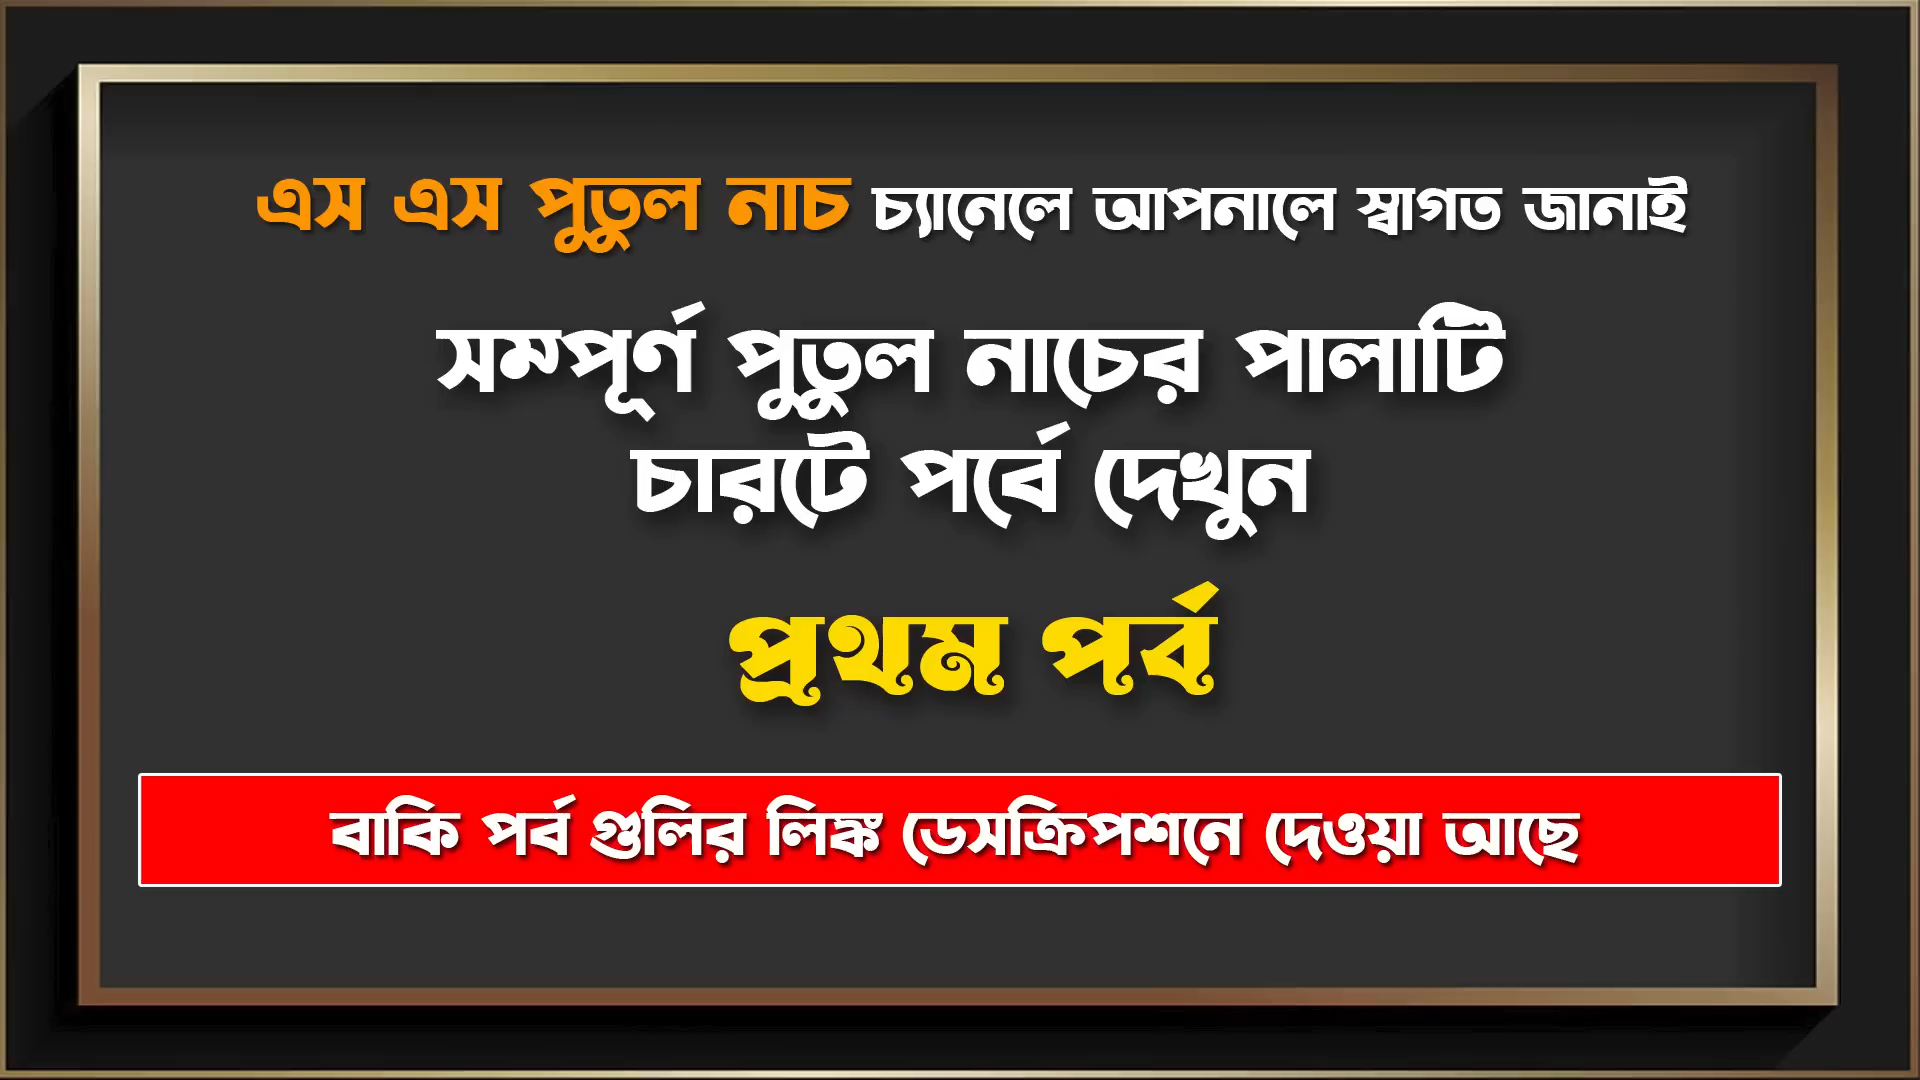 এস এস পুতুল নাচ চ্যানেলে আপনালে স্বাগত জানাই
সম্পূর্ণ পুতুল নাচের পালাটি
চারটে পর্বে দেখুন
প্রথম পর্ব
বাকি পর্ব গুলির লিঙ্ক ডেসক্রিপশনে দেওয়া আছে